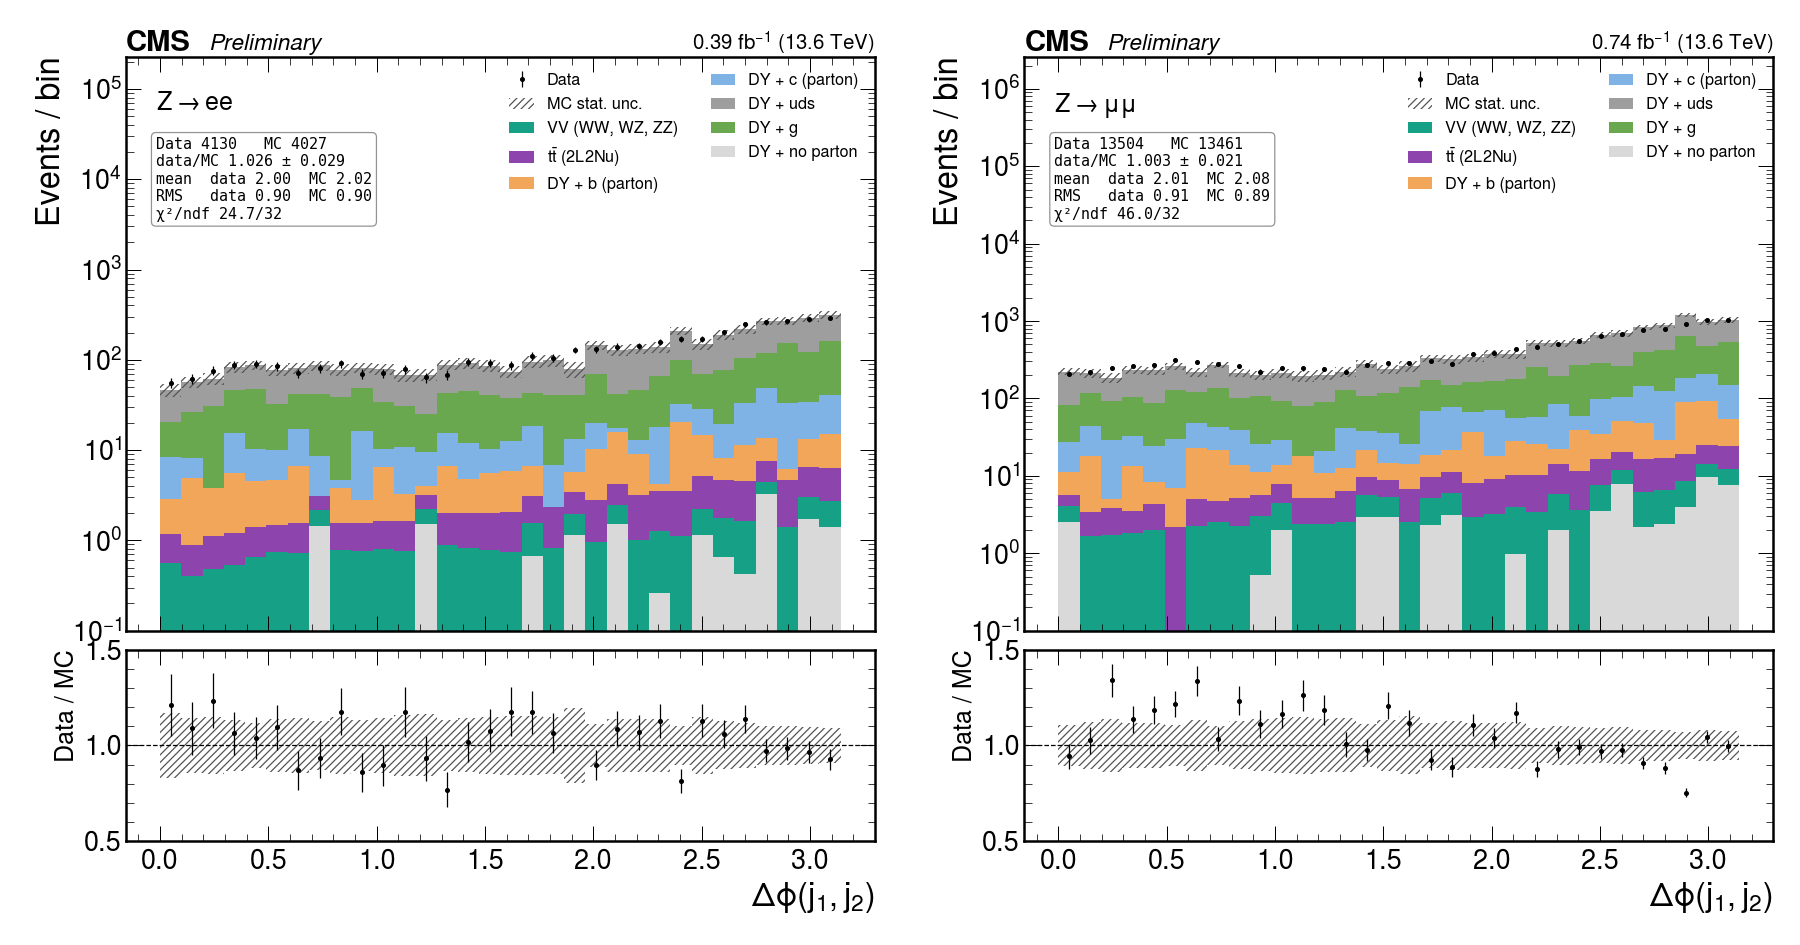 CMS Preliminary 0.39 fb⁻¹ (13.6 TeV)
Events / bin
Z→ee
Data 4130   MC 4027
data/MC 1.026 ± 0.029
mean  data 2.00  MC 2.02
RMS   data 0.90  MC 0.90
χ²/ndf 24.7/32
Data
MC stat. unc.
VV (WW, WZ, ZZ)
tt̄ (2L2Nu)
DY + b (parton)
DY + c (parton)
DY + uds
DY + g
DY + no parton
10⁵
10⁴
10³
10²
10¹
10⁰
10⁻¹
Data / MC
1.5
1.0
0.5
0.0 0.5 1.0 1.5 2.0 2.5 3.0
Δϕ(j₁, j₂)
CMS Preliminary 0.74 fb⁻¹ (13.6 TeV)
Events / bin
Z→μμ
Data 13504   MC 13461
data/MC 1.003 ± 0.021
mean  data 2.01  MC 2.08
RMS   data 0.91  MC 0.89
χ²/ndf 46.0/32
Data
MC stat. unc.
VV (WW, WZ, ZZ)
tt̄ (2L2Nu)
DY + b (parton)
DY + c (parton)
DY + uds
DY + g
DY + no parton
10⁶
10⁵
10⁴
10³
10²
10¹
10⁰
10⁻¹
Data / MC
1.5
1.0
0.5
0.0 0.5 1.0 1.5 2.0 2.5 3.0
Δϕ(j₁, j₂)